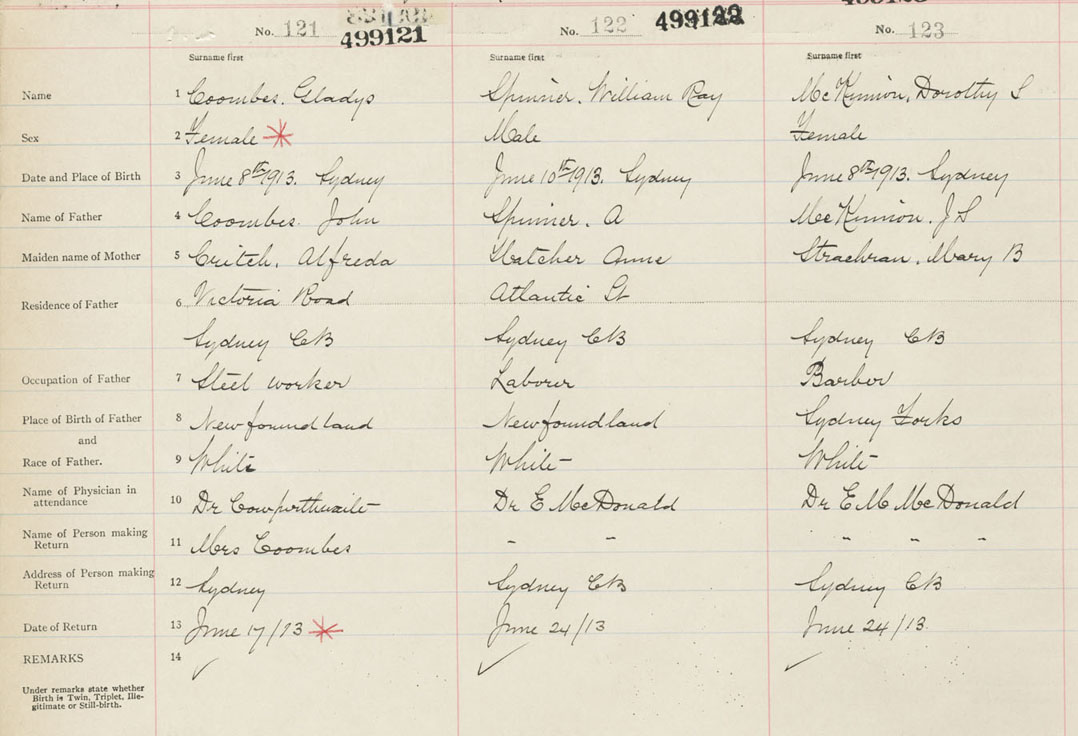 No. 121 499121 No. 122 499122 No. 123
Surname first Surname first Surname first
Name 1 Coombes. Gladys Spinner. William Ray McKinnion, Dorothy S
Sex 2 Female Male Female
Date and Place of Birth 3 June 8th 1913. Sydney June 10th 1913. Sydney June 8th 1913. Sydney
Name of Father 4 Coombes. John Spinner. A McKinnion. J S
Maiden name of Mother 5 Critch, Alfreda Hatcher Anne Strachran, Mary B
Residence of Father 6 Victoria Road Atlantic St
Sydney CB Sydney CB Sydney CB
Occupation of Father 7 Steel worker Laborer Barber
Place of Birth of Father 8 Newfoundland Newfoundland Sydney Forks
and
Race of Father. 9 White White White
Name of Physician in
attendance 10 Dr Cowperthwaite Dr E McDonald Dr E M McDonald
Name of Person making
Return 11 Mrs Coombes " " " " "
Address of Person making
Return 12 Sydney Sydney CB Sydney CB
Date of Return 13 June 17/13 June 24/13 June 24/13.
REMARKS 14
Under remarks state whether
Birth is Twin, Triplet, Ille-
gitimate or Still-birth.